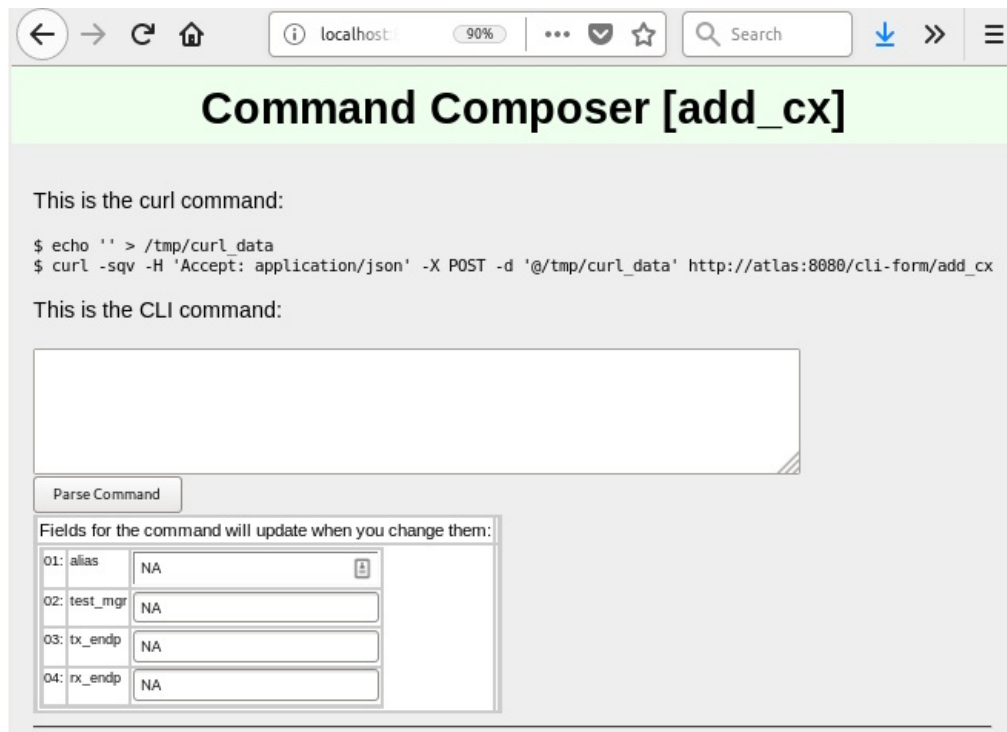 localhost:
90%
Search
Command Composer [add_cx]
This is the curl command:
$ echo '' > /tmp/curl_data
$ curl -sqv -H 'Accept: application/json' -X POST -d '@/tmp/curl_data' http://atlas:8080/cli-form/add_cx
This is the CLI command:
Parse Command
Fields for the command will update when you change them:
01: alias NA
02: test_mgr NA
03: tx_endp NA
04: rx_endp NA